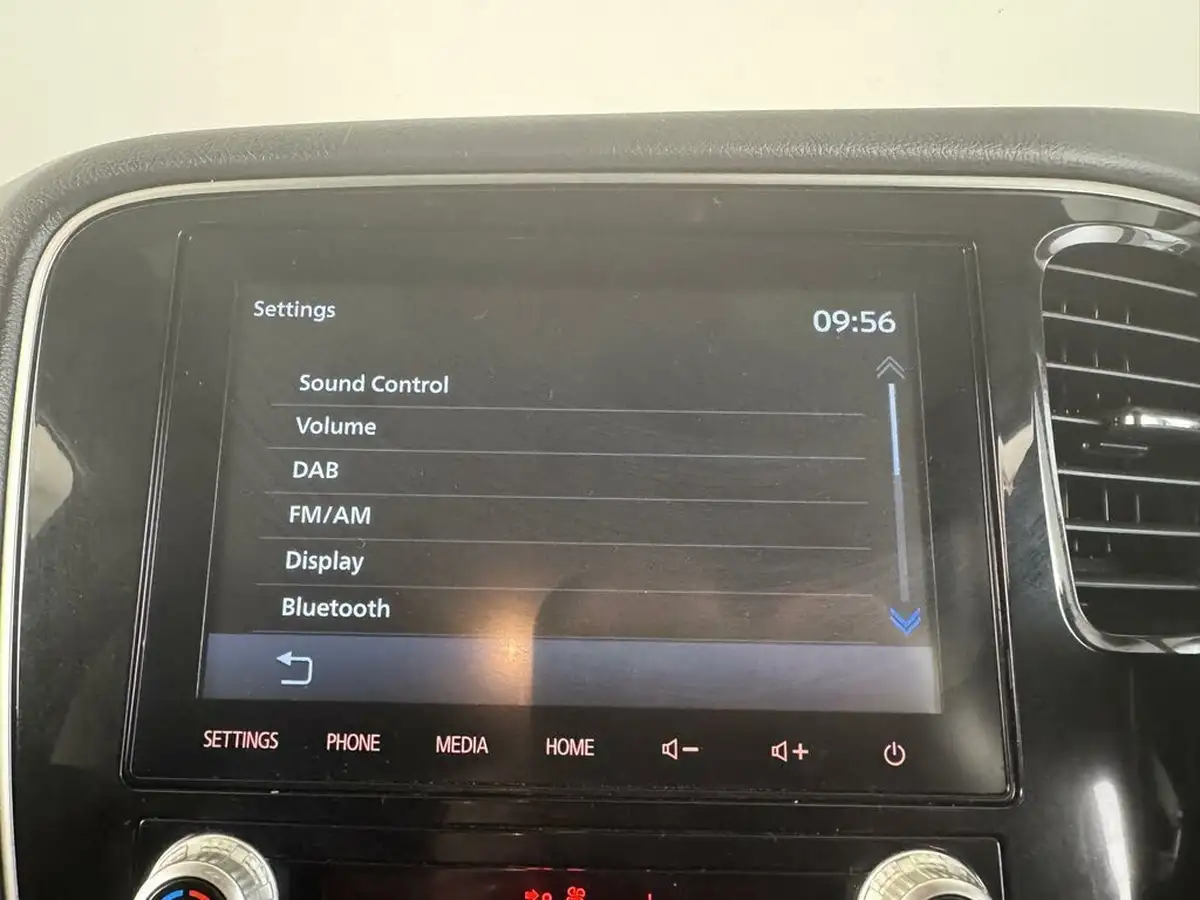 Settings
09:56
Sound Control
Volume
DAB
FM/AM
Display
Bluetooth
SETTINGS PHONE MEDIA HOME